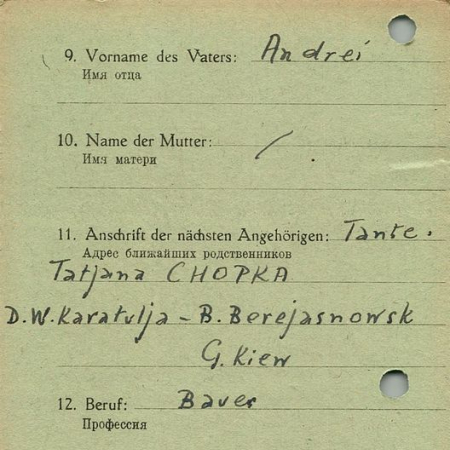 9. Vorname des Vaters: Andrei
Имя отца
10. Name der Mutter: /
Имя матери
11. Anschrift der nächsten Angehörigen: Tante.
Адрес ближайших родственников
Tatjana CHOPKA
D.W.Karatulja - B. Berejasnowsk
G. Kiew
12. Beruf: Bauer
Профессия